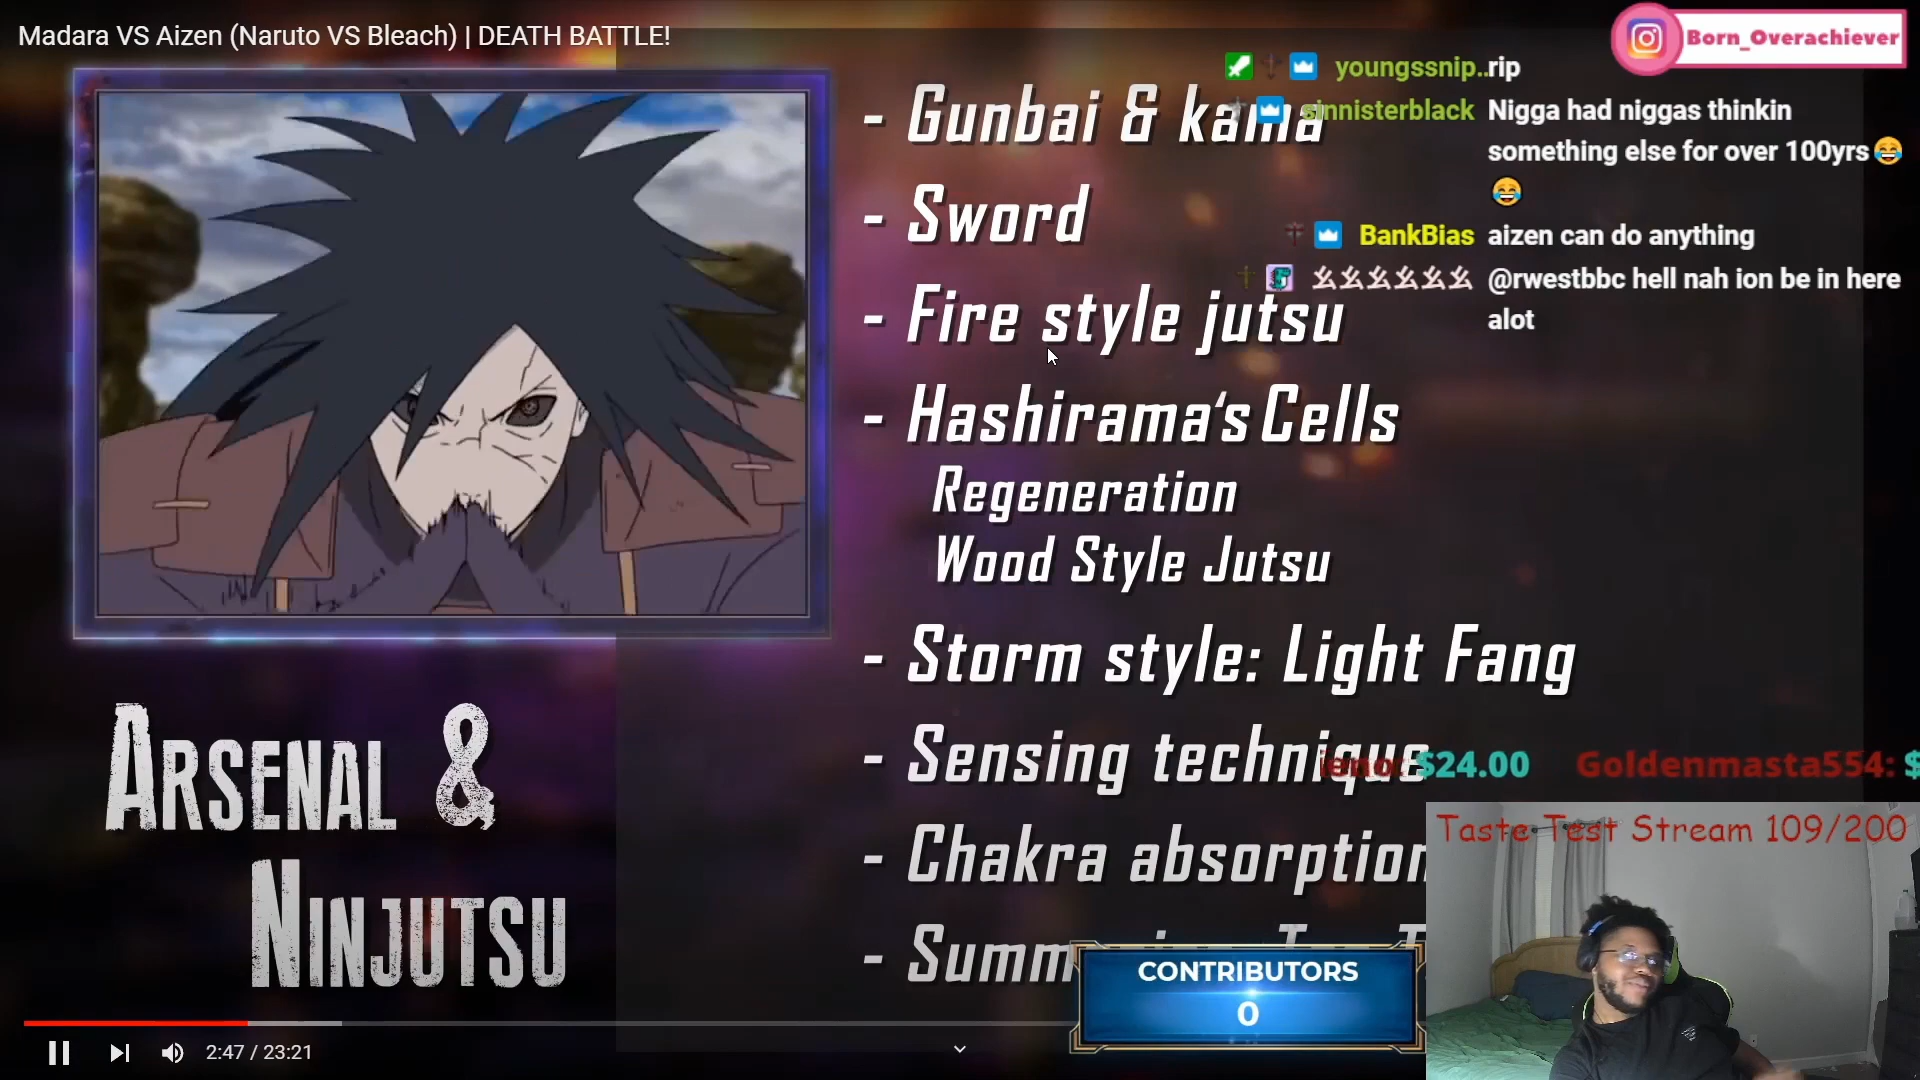 Madara VS Aizen (Naruto VS Bleach) | DEATH BATTLE!
Born_Overachiever
youngssnip..rip
sinnisterblack Nigga had niggas thinkin
something else for over 100yrs😂
😂
BankBias aizen can do anything
@rwestbbc hell nah ion be in here
alot
- Gunbai & kama
- Sword
- Fire style jutsu
- Hashirama's Cells
Regeneration
Wood Style Jutsu
- Storm style: Light Fang
- Sensing technique
- Chakra absorption
- Summ
Arsenal &
Ninjutsu
$24.00 Goldenmasta554: $
Taste Test Stream 109/200
CONTRIBUTORS
0
2:47 / 23:21